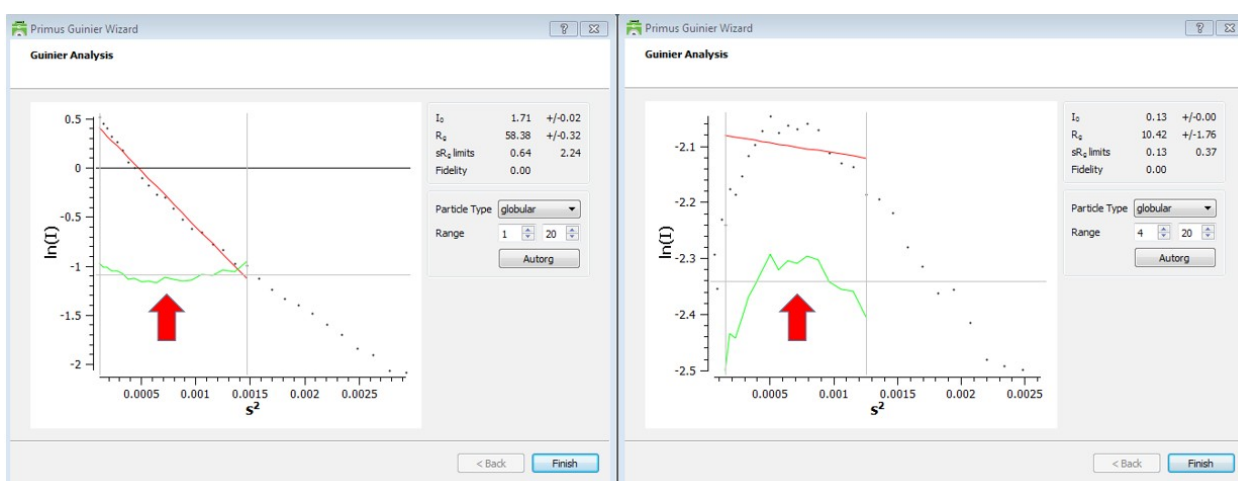 Primus Guinier Wizard
Guinier Analysis
I₀ 1.71 +/-0.02
R₉ 58.38 +/-0.32
sR₉ limits 0.64 2.24
Fidelity 0.00
Particle Type globular
Range 1 20
Autorg
0.5
0
-0.5
-1
-1.5
-2
ln(I)
0.0005 0.001 0.0015 0.002 0.0025
s²
< Back Finish
Primus Guinier Wizard
Guinier Analysis
I₀ 0.13 +/-0.00
R₉ 10.42 +/-1.76
sR₉ limits 0.13 0.37
Fidelity 0.00
Particle Type globular
Range 4 20
Autorg
-2.1
-2.2
-2.3
-2.4
-2.5
ln(I)
0.0005 0.001 0.0015 0.002 0.0025
s²
< Back Finish